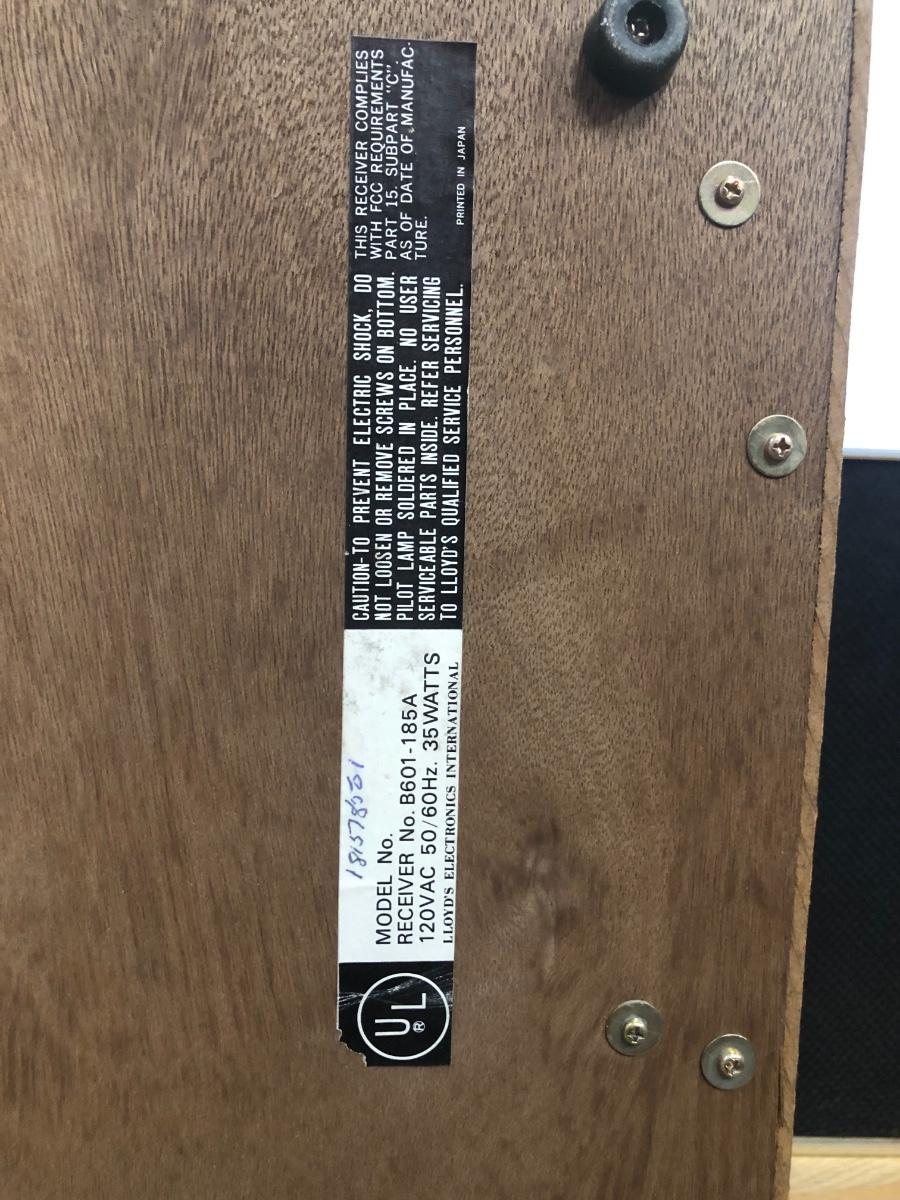 UL
®
181578501
MODEL No.
RECEIVER No. B601-185A
120VAC 50/60Hz. 35WATTS
LLOYD'S ELECTRONICS INTERNATIONAL
CAUTION-TO PREVENT ELECTRIC SHOCK, DO
NOT LOOSEN OR REMOVE SCREWS ON BOTTOM.
PILOT LAMP SOLDERED IN PLACE. NO USER
SERVICEABLE PARTS INSIDE. REFER SERVICING
TO LLOYD'S QUALIFIED SERVICE PERSONNEL.
THIS RECEIVER COMPLIES
WITH FCC REQUIREMENTS
PART 15, SUBPART "C",
AS OF DATE OF MANUFAC-
TURE.
PRINTED IN JAPAN